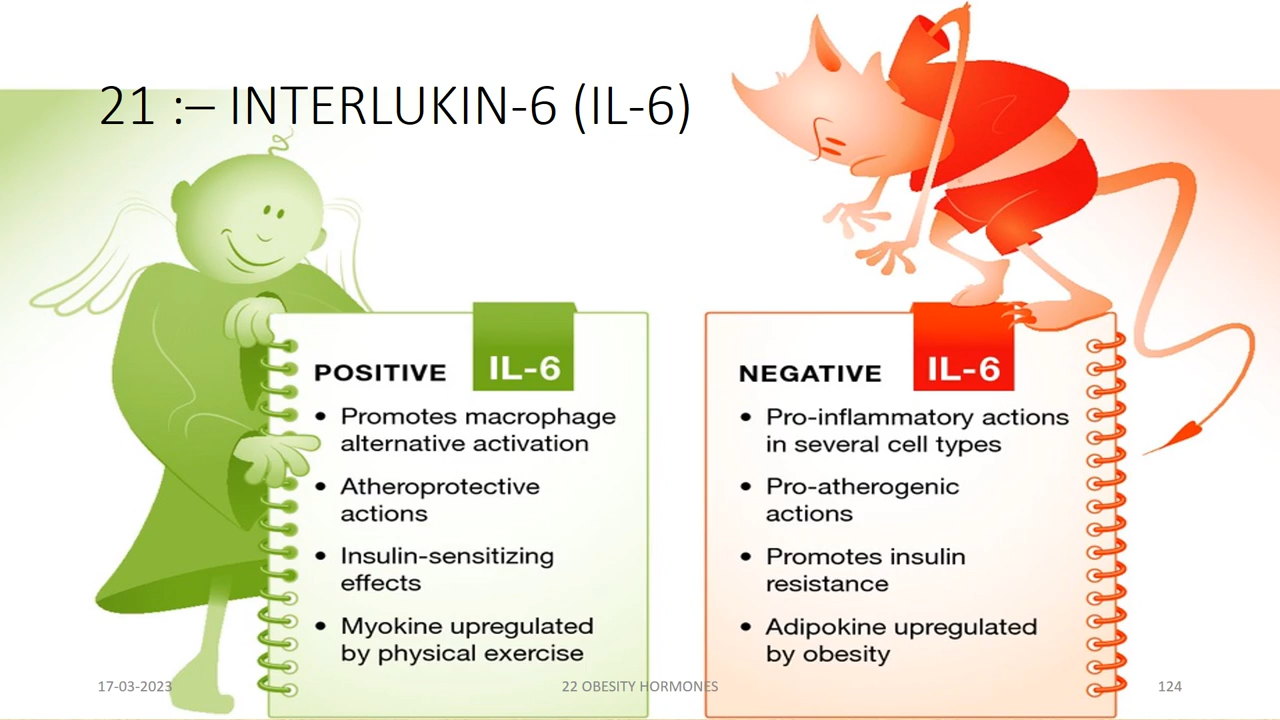 21 :– INTERLUKIN-6 (IL-6)
POSITIVE
IL-6
• Promotes macrophage
alternative activation
• Atheroprotective
actions
• Insulin-sensitizing
effects
• Myokine upregulated
by physical exercise
NEGATIVE
IL-6
• Pro-inflammatory actions
in several cell types
• Pro-atherogenic
actions
• Promotes insulin
resistance
• Adipokine upregulated
by obesity
17-03-2023
22 OBESITY HORMONES
124